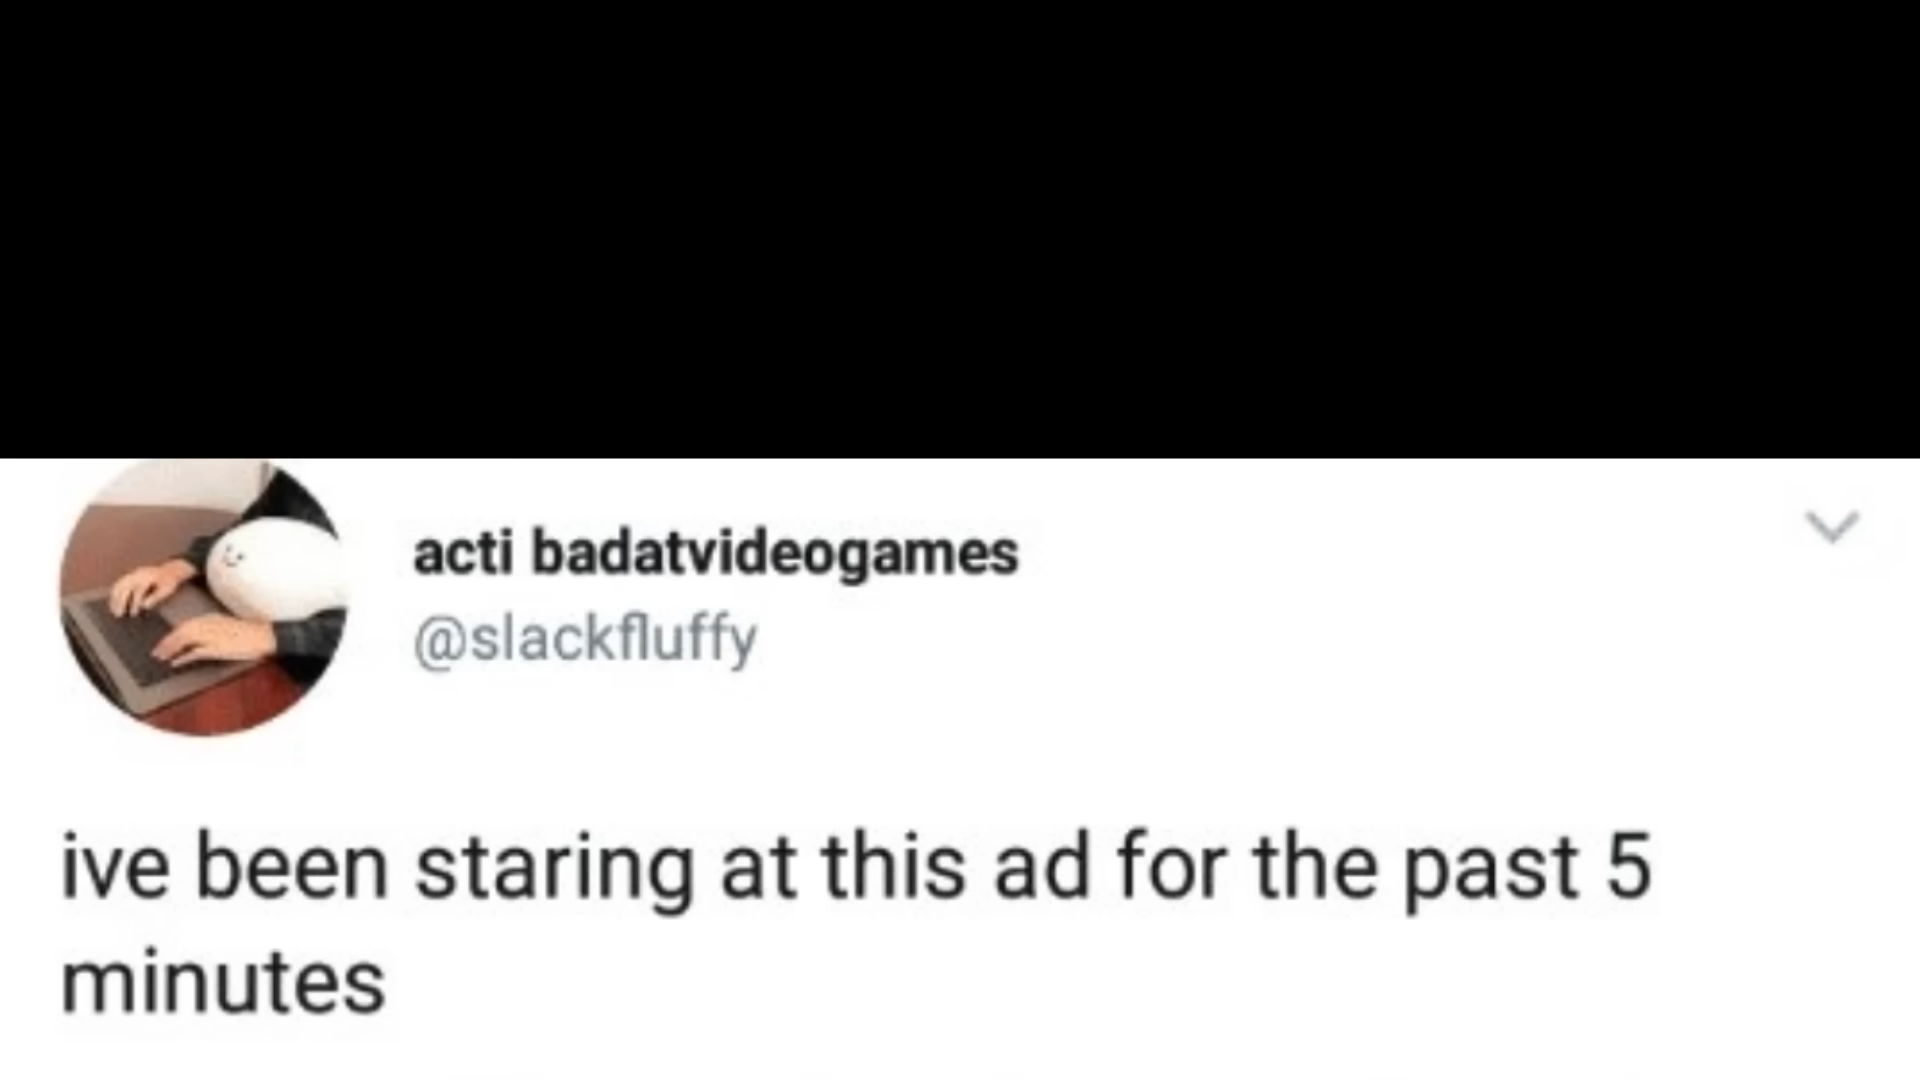 acti badatvideogames
@slackfluffy
ive been staring at this ad for the past 5
minutes